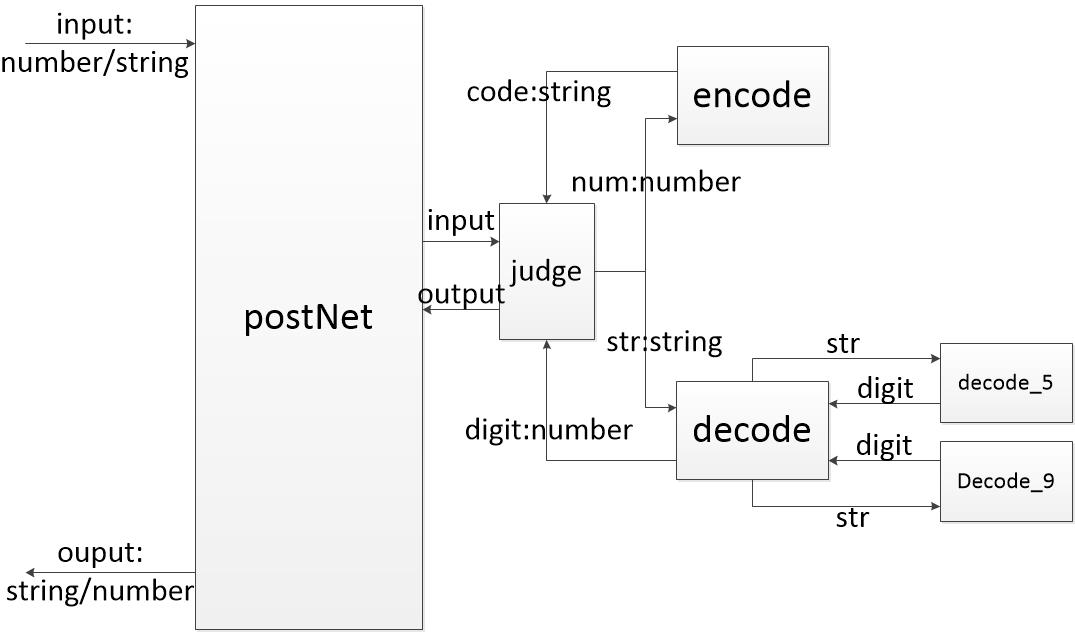 input:
number/string
postNet
code:string
encode
num:number
input
judge
output
str:string
str
decode_5
digit
digit:number
decode
digit
Decode_9
str
ouput:
string/number